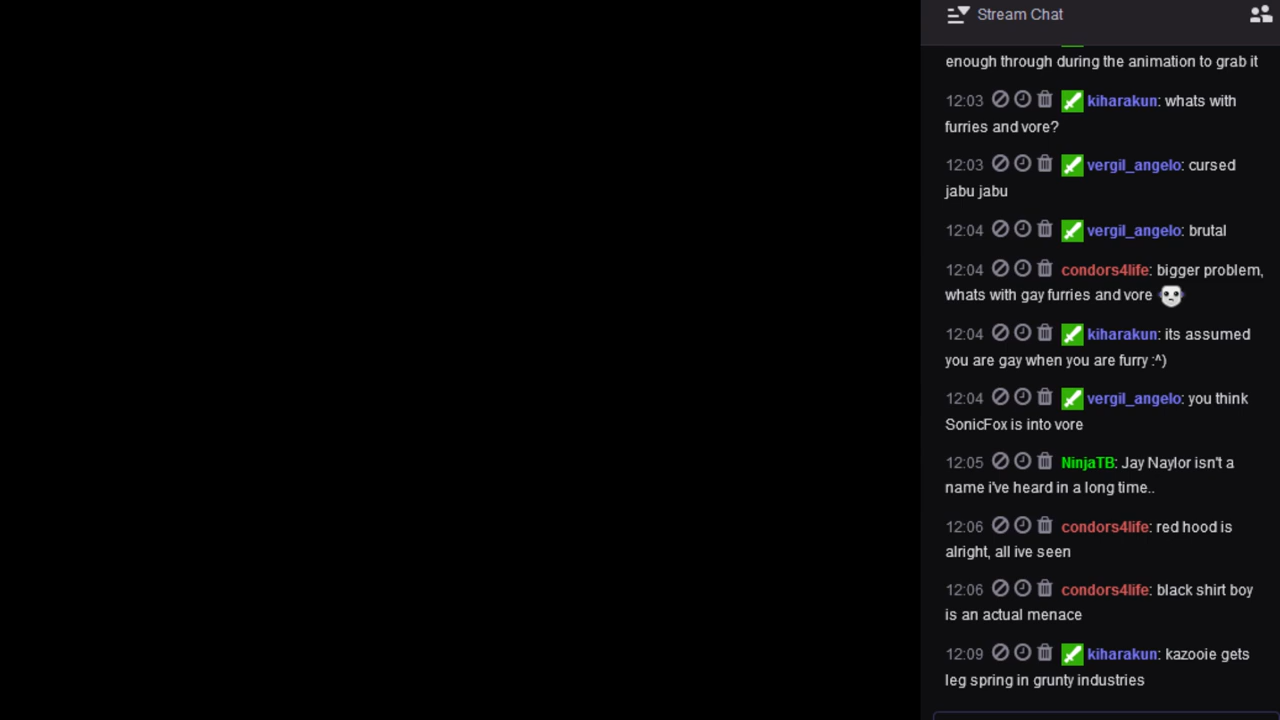 Stream Chat
enough through during the animation to grab it
12:03 kiharakun: whats with
furries and vore?
12:03 vergil_angelo: cursed
jabu jabu
12:04 vergil_angelo: brutal
12:04 condors4life: bigger problem,
whats with gay furries and vore
12:04 kiharakun: its assumed
you are gay when you are furry :^)
12:04 vergil_angelo: you think
SonicFox is into vore
12:05 NinjaTB: Jay Naylor isn't a
name i've heard in a long time..
12:06 condors4life: red hood is
alright, all ive seen
12:06 condors4life: black shirt boy
is an actual menace
12:09 kiharakun: kazooie gets
leg spring in grunty industries